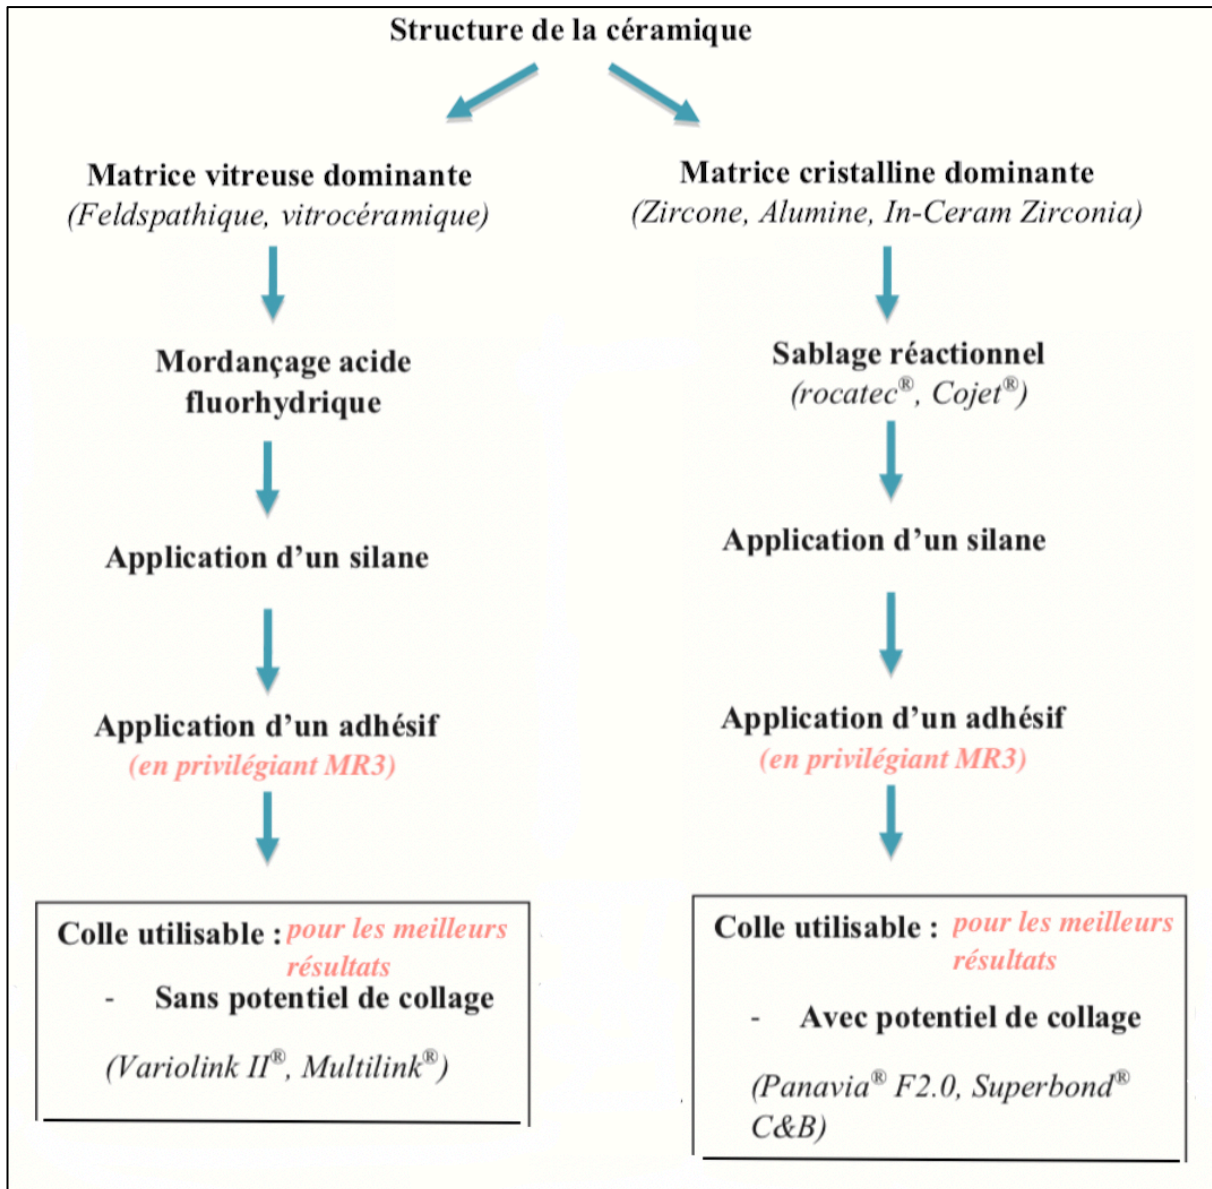 Structure de la céramique
Matrice vitreuse dominante
(Feldspathique, vitrocéramique)
Mordançage acide
fluorhydrique
Application d'un silane
Application d'un adhésif
(en privilégiant MR3)
Colle utilisable : pour les meilleurs
résultats
- Sans potentiel de collage
(Variolink II®, Multilink®)
Matrice cristalline dominante
(Zircone, Alumine, In-Ceram Zirconia)
Sablage réactionnel
(rocatec®, Cojet®)
Application d'un silane
Application d'un adhésif
(en privilégiant MR3)
Colle utilisable : pour les meilleurs
résultats
- Avec potentiel de collage
(Panavia® F2.0, Superbond®
C&B)